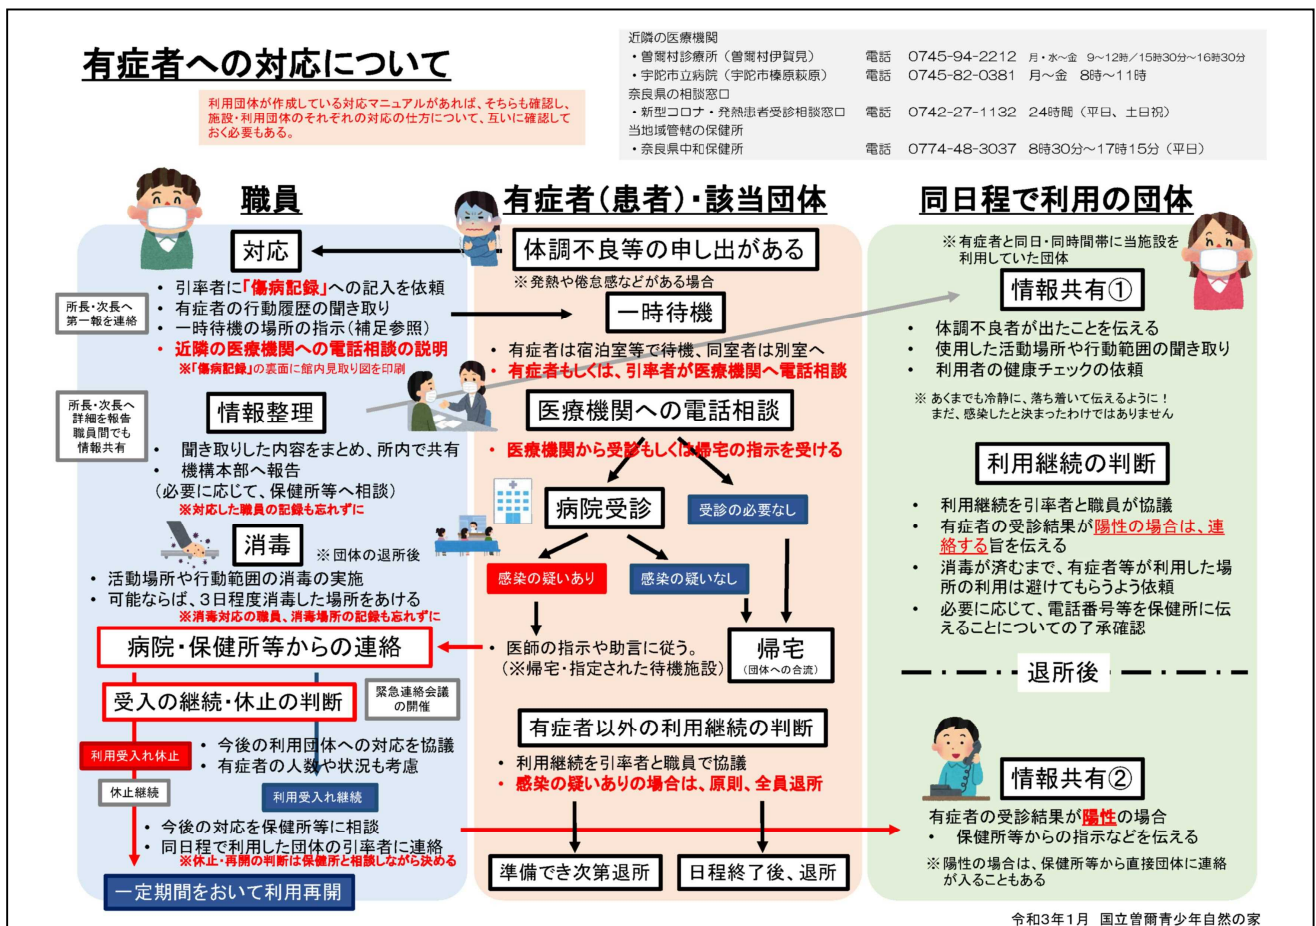 有症者への対応について
利用団体が作成している対応マニュアルがあれば、そちらも確認し、
施設・利用団体のそれぞれの対応の仕方について、互いに確認して
おく必要もある。
近隣の医療機関
・曽爾村診療所（曽爾村伊賀見） 電話 0745-94-2212 月・水～金 9～12時／15時30分～16時30分
・宇陀市立病院（宇陀市榛原萩原） 電話 0745-82-0381 月～金 8時～11時
奈良県の相談窓口
・新型コロナ・発熱患者受診相談窓口 電話 0742-27-1132 24時間（平日、土日祝）
当地域管轄の保健所
・奈良県中和保健所 電話 0774-48-3037 8時30分～17時15分（平日）
職員
対応
所長・次長へ
第一報を連絡
• 引率者に「傷病記録」への記入を依頼
• 有症者の行動履歴の聞き取り
• 一時待機の場所の指示（補足参照）
• 近隣の医療機関への電話相談の説明
※「傷病記録」の裏面に館内見取り図を印刷
所長・次長へ
詳細を報告
職員間でも
情報共有
情報整理
• 聞き取りした内容をまとめ、所内で共有
• 機構本部へ報告
（必要に応じて、保健所等へ相談）
※対応した職員の記録も忘れずに
消毒
※団体の退所後
• 活動場所や行動範囲の消毒の実施
• 可能ならば、3日程度消毒した場所をあける
※消毒対応の職員、消毒場所の記録も忘れずに
病院・保健所等からの連絡
受入の継続・休止の判断
緊急連絡会議
の開催
利用受入れ休止
• 今後の利用団体への対応を協議
• 有症者の人数や状況も考慮
休止継続
利用受入れ継続
• 今後の対応を保健所等に相談
• 同日程で利用した団体の引率者に連絡
※休止・再開の判断は保健所と相談しながら決める
一定期間をおいて利用再開
有症者（患者）・該当団体
体調不良等の申し出がある
※発熱や倦怠感などがある場合
一時待機
• 有症者は宿泊室等で待機、同室者は別室へ
• 有症者もしくは、引率者が医療機関へ電話相談
医療機関への電話相談
• 医療機関から受診もしくは帰宅の指示を受ける
病院受診
受診の必要なし
感染の疑いあり
感染の疑いなし
• 医師の指示や助言に従う。
（※帰宅・指定された待機施設）
帰宅
（団体への合流）
有症者以外の利用継続の判断
• 利用継続を引率者と職員で協議
• 感染の疑いありの場合は、原則、全員退所
準備でき次第退所
日程終了後、退所
同日程で利用の団体
※有症者と同日・同時間帯に当施設を
利用していた団体
情報共有①
• 体調不良者が出たことを伝える
• 使用した活動場所や行動範囲の聞き取り
• 利用者の健康チェックの依頼
※あくまでも冷静に、落ち着いて伝えるように！
まだ、感染したと決まったわけではありません
利用継続の判断
• 利用継続を引率者と職員が協議
• 有症者の受診結果が陽性の場合は、連
絡する旨を伝える
• 消毒が済むまで、有症者等が利用した場
所の利用は避けてもらうよう依頼
• 必要に応じて、電話番号等を保健所に伝
えることについての了承確認
退所後
情報共有②
有症者の受診結果が陽性の場合
• 保健所等からの指示などを伝える
※陽性の場合は、保健所等から直接団体に連絡
が入ることもある
令和3年1月 国立曽爾青少年自然の家